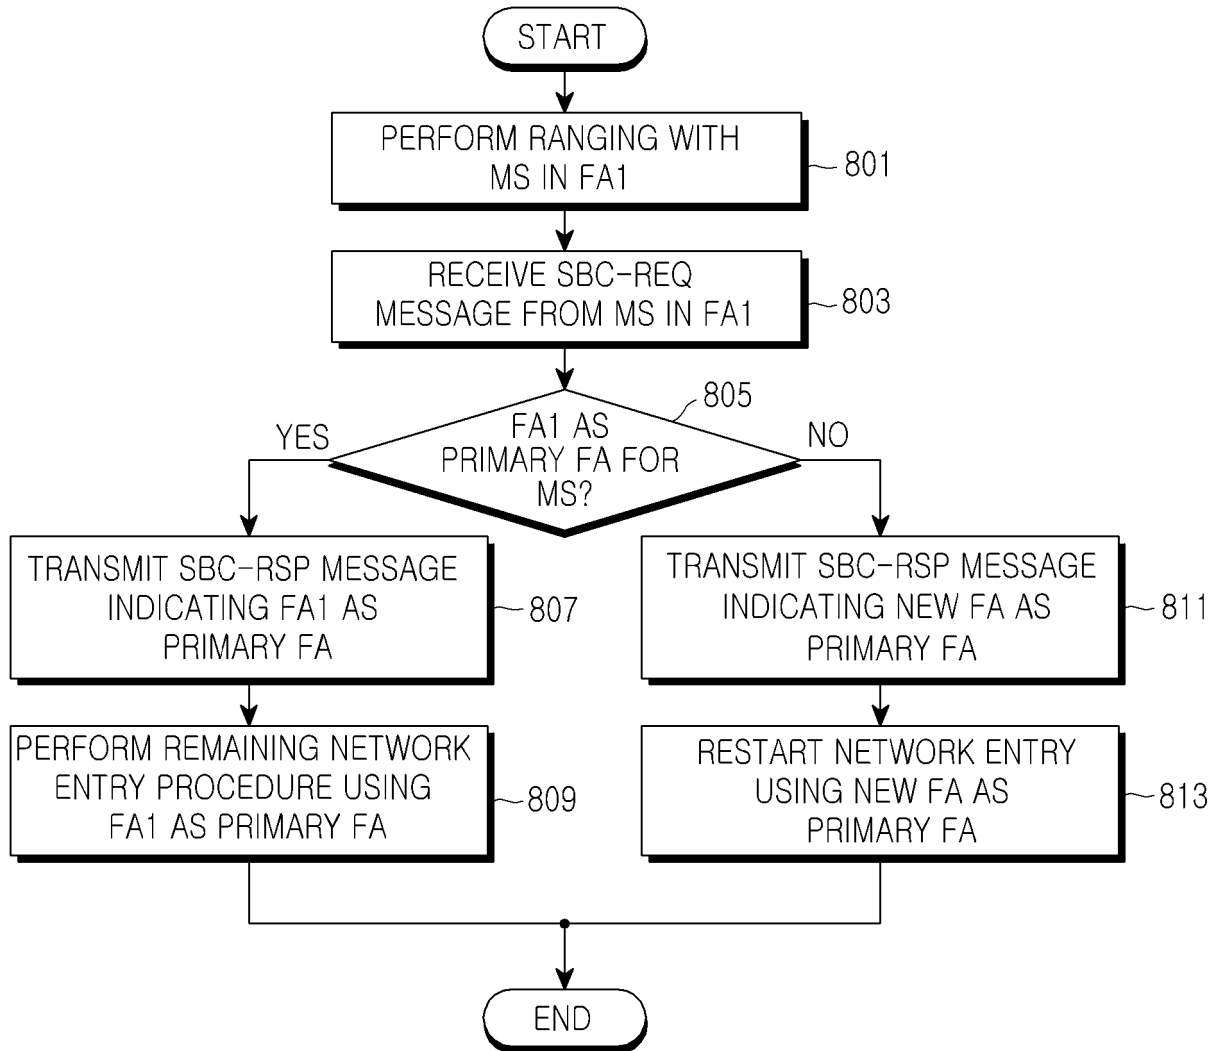 START
PERFORM RANGING WITH
MS IN FA1
801
RECEIVE SBC-REQ
MESSAGE FROM MS IN FA1
803
805
FA1 AS
PRIMARY FA FOR
MS?
YES
NO
TRANSMIT SBC-RSP MESSAGE
INDICATING FA1 AS
PRIMARY FA
807
TRANSMIT SBC-RSP MESSAGE
INDICATING NEW FA AS
PRIMARY FA
811
PERFORM REMAINING NETWORK
ENTRY PROCEDURE USING
FA1 AS PRIMARY FA
809
RESTART NETWORK ENTRY
USING NEW FA AS
PRIMARY FA
813
END